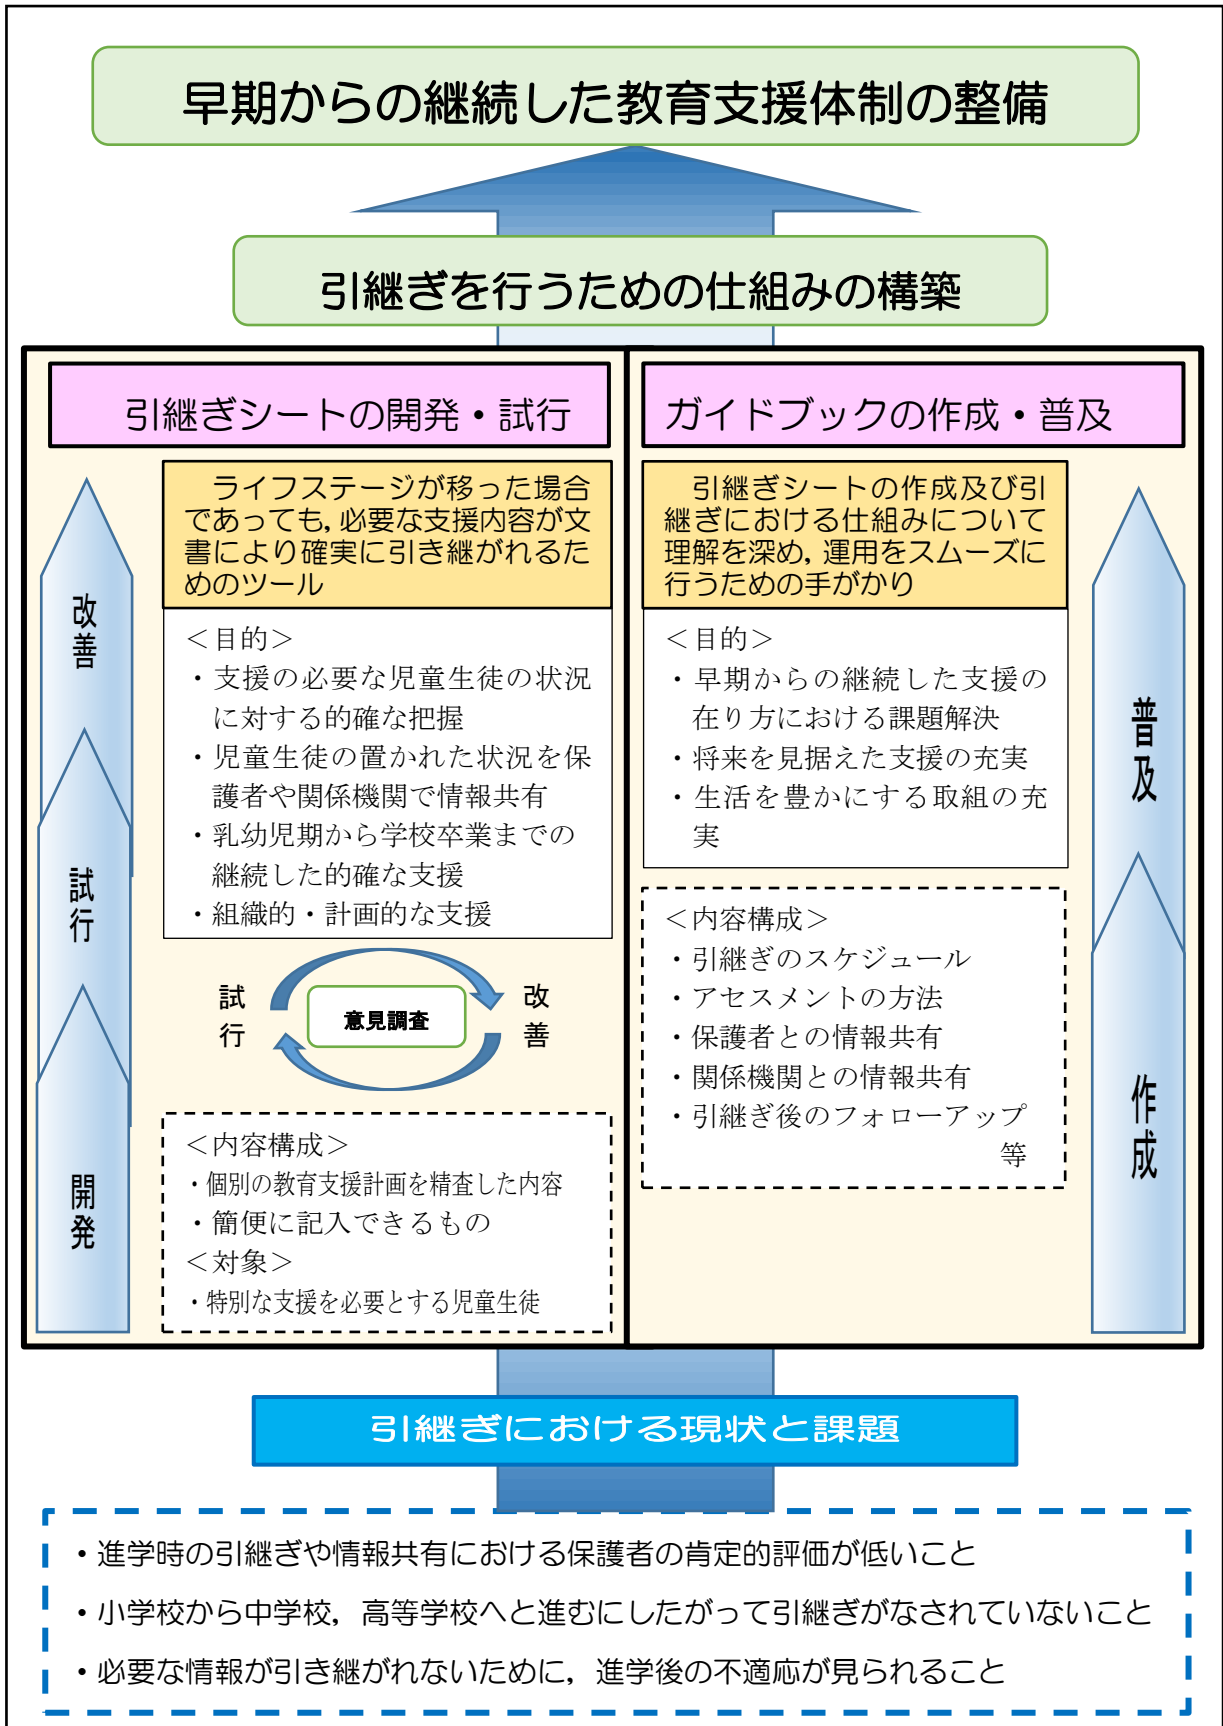 早期からの継続した教育支援体制の整備
引継ぎを行うための仕組みの構築
引継ぎシートの開発・試行
ライフステージが移った場合
であっても，必要な支援内容が文
書により確実に引き継がれるた
めのツール
＜目的＞
・支援の必要な児童生徒の状況
に対する的確な把握
・児童生徒の置かれた状況を保
護者や関係機関で情報共有
・乳幼児期から学校卒業までの
継続した的確な支援
・組織的・計画的な支援
試行
意見調査
改善
＜内容構成＞
・個別の教育支援計画を精査した内容
・簡便に記入できるもの
＜対象＞
・特別な支援を必要とする児童生徒
改善
試行
開発
ガイドブックの作成・普及
引継ぎシートの作成及び引
継ぎにおける仕組みについて
理解を深め，運用をスムーズに
行うための手がかり
＜目的＞
・早期からの継続した支援の
在り方における課題解決
・将来を見据えた支援の充実
・生活を豊かにする取組の充
実
＜内容構成＞
・引継ぎのスケジュール
・アセスメントの方法
・保護者との情報共有
・関係機関との情報共有
・引継ぎ後のフォローアップ
等
普及
作成
引継ぎにおける現状と課題
・進学時の引継ぎや情報共有における保護者の肯定的評価が低いこと
・小学校から中学校，高等学校へと進むにしたがって引継ぎがなされていないこと
・必要な情報が引き継がれないために，進学後の不適応が見られること